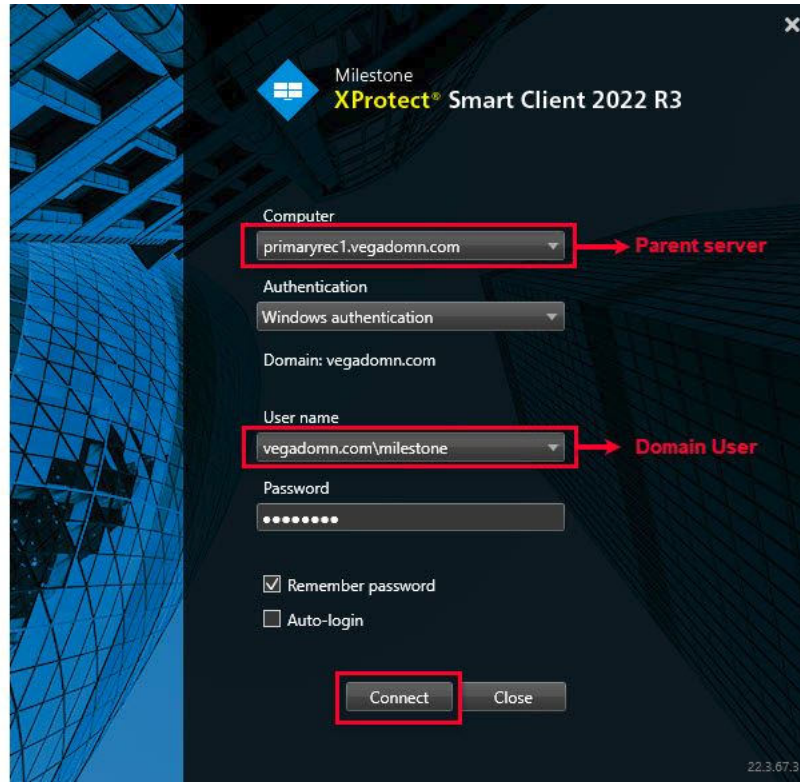 Milestone
XProtect® Smart Client 2022 R3
Computer
primaryrec1.vegadomn.com
Parent server
Authentication
Windows authentication
Domain: vegadomn.com
User name
vegadomn.com\milestone
Domain User
Password
Remember password
Auto-login
Connect Close
22.3.67.3